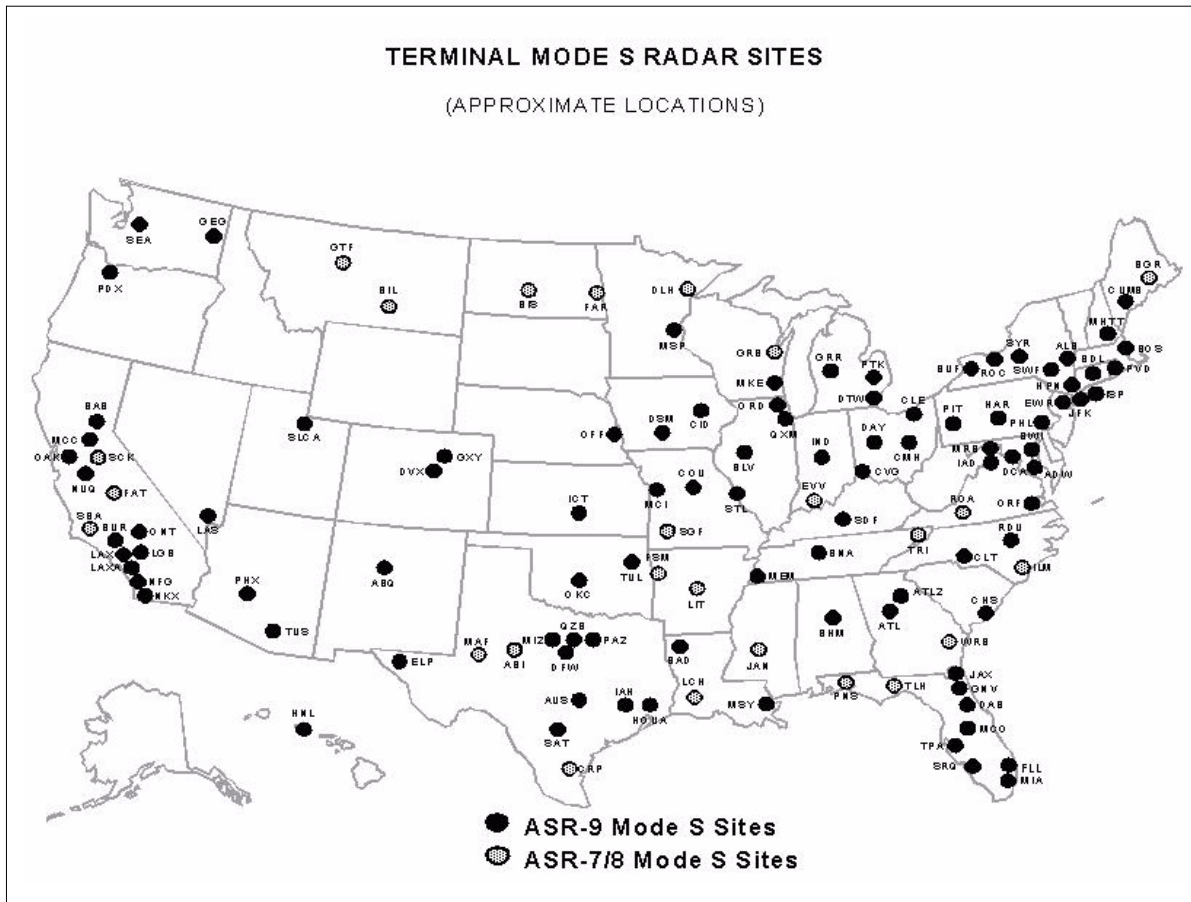 TERMINAL MODE S RADAR SITES
(APPROXIMATE LOCATIONS)
SEA
GEG
PDX
GTF
BIL
BIS
FAR
DLH
MSP
GRB
MKE
GRR
PTK
DTW
BGR
CUMB
MHTT
BOS
ALB
SYR
BUF
ROC
SWF
BDL
PVD
HPN
ISP
EWR
JFK
CLE
PIT
HAR
PHL
BAB
MCC
OAK
SCK
NUQ
FAT
SLCA
DSM
CID
OFF
ORD
QXM
IND
DAY
CMH
CVG
MRB
IAD
BWI
DCA
ADW
GXY
DVX
BLV
COU
MCI
STL
EVV
ROA
ORF
SBA
BUR
ONT
LAS
ICT
SGF
SDF
RDU
LAX
LGB
LAXA
NFG
NKX
PHX
TUS
ABQ
TUL
OKC
FSM
LIT
MEM
BNA
TRI
CLT
ILM
ELP
MAF
ABI
MIZ
QZB
PAZ
DFW
BAD
JAN
BHM
ATLZ
ATL
CHS
WRB
AUS
IAH
HOUA
LCH
MSY
PNS
TLH
JAX
GNV
DAB
MCO
TPA
SRQ
FLL
MIA
SAT
CRP
HNL
ASR-9 Mode S Sites
ASR-7/8 Mode S Sites